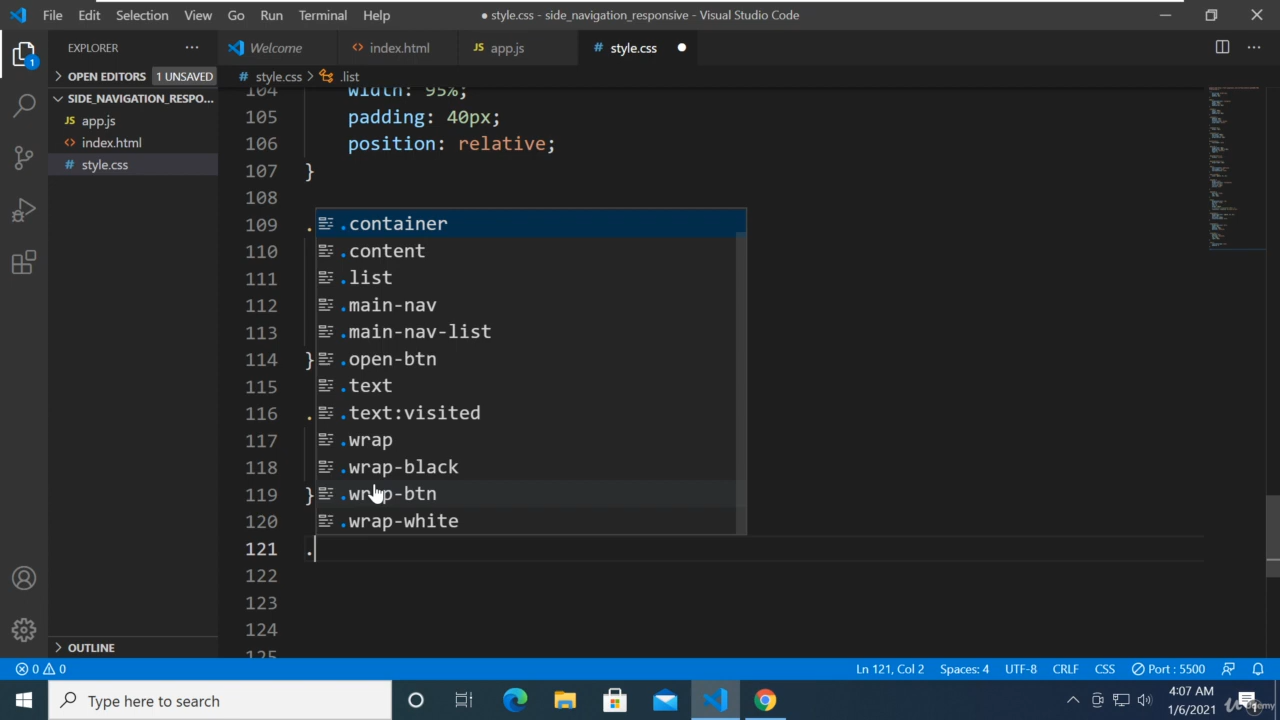 File Edit Selection View Go Run Terminal Help
● style.css - side_navigation_responsive - Visual Studio Code
EXPLORER
Welcome
<> index.html
JS app.js
# style.css ●
OPEN EDITORS 1 UNSAVED
# style.css > .list
SIDE_NAVIGATION_RESPO...
JS app.js
<> index.html
# style.css
104 width: 95%;
105 padding: 40px;
106 position: relative;
107 }
108
109 .
110
111
112
113
114 }
115
116 .
117
118
119 }
120
121 .
122
123
124
125
.container
.content
.list
.main-nav
.main-nav-list
.open-btn
.text
.text:visited
.wrap
.wrap-black
.wrap-btn
.wrap-white
OUTLINE
1
0 0
Ln 121, Col 2 Spaces: 4 UTF-8 CRLF CSS Port : 5500
Type here to search
4:07 AM
1/6/2021
Udemy